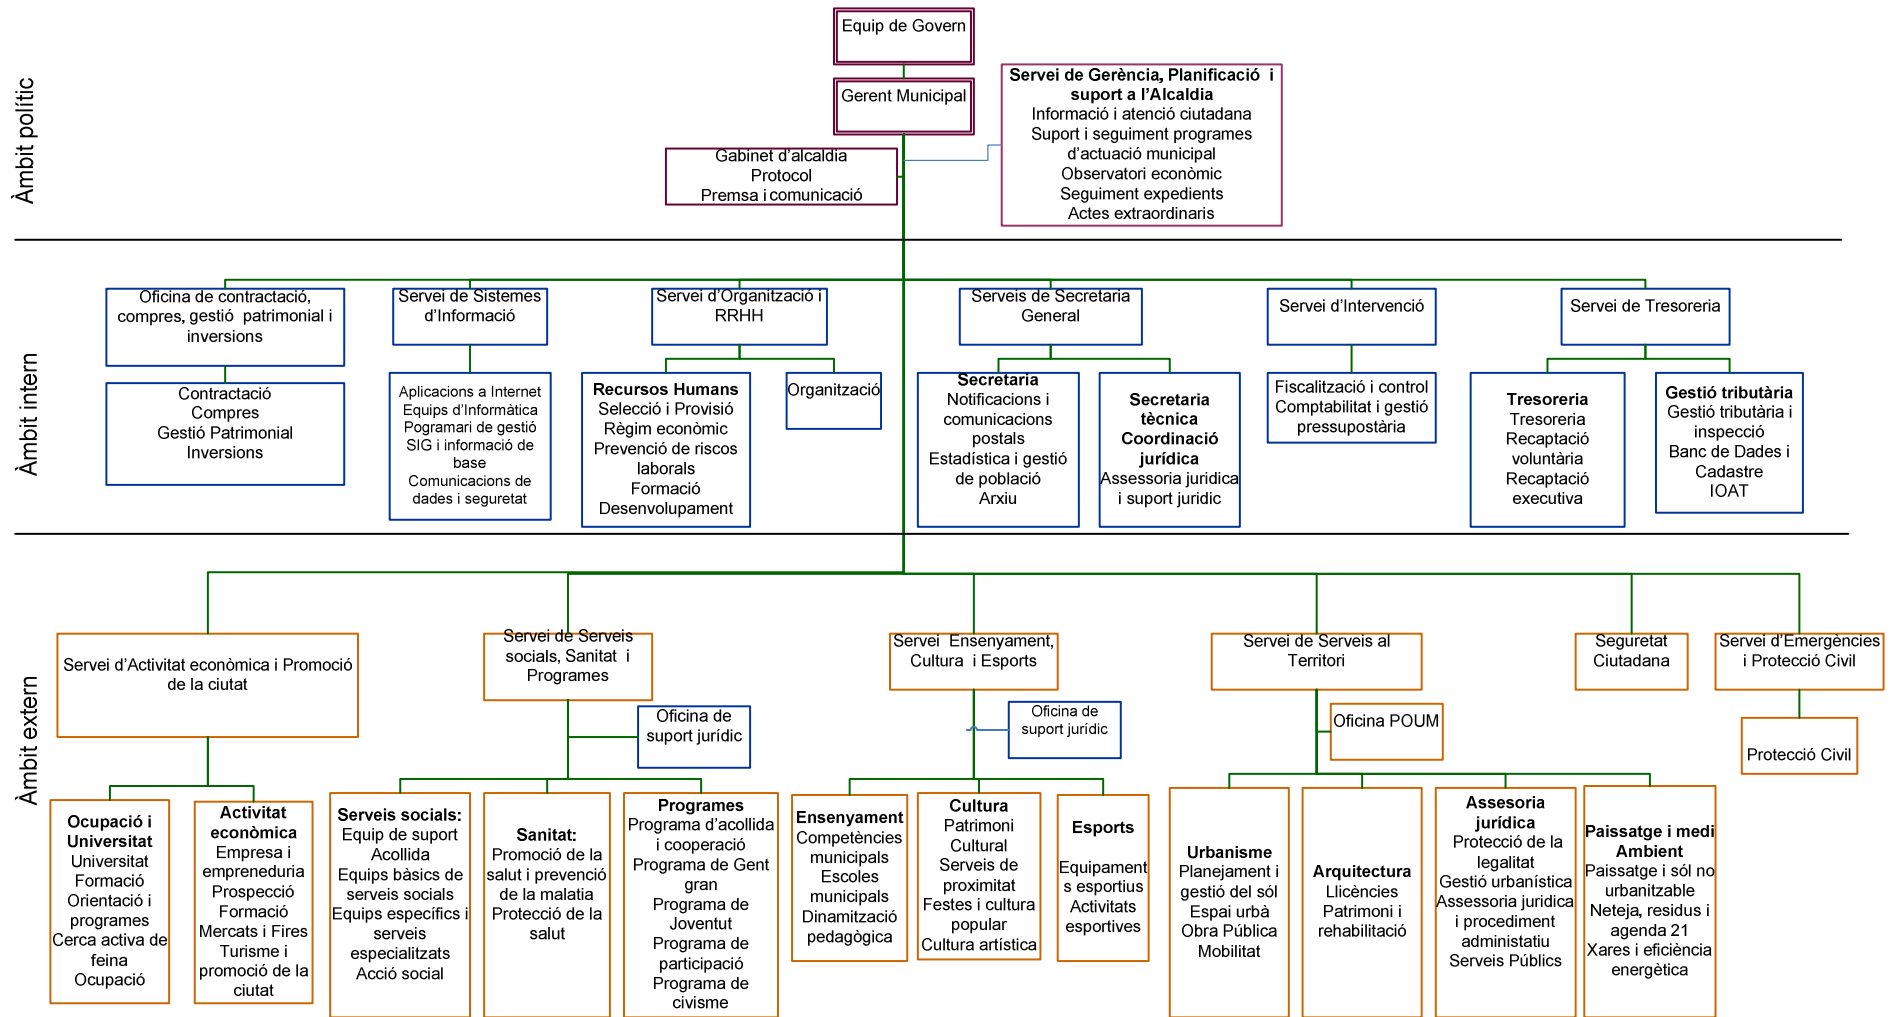 Àmbit polític
Equip de Govern
Gerent Municipal
Servei de Gerència, Planificació i
suport a l'Alcaldia
Informació i atenció ciutadana
Suport i seguiment programes
d'actuació municipal
Observatori econòmic
Seguiment expedients
Actes extraordinaris
Gabinet d'alcaldia
Protocol
Premsa i comunicació
Àmbit intern
Oficina de contractació,
compres, gestió patrimonial i
inversions
Contractació
Compres
Gestió Patrimonial
Inversions
Servei de Sistemes
d'Informació
Aplicacions a Internet
Equips d'Informàtica
Pogramari de gestió
SIG i informació de
base
Comunicacions de
dades i seguretat
Servei d'Organització i
RRHH
Recursos Humans
Selecció i Provisió
Règim econòmic
Prevenció de riscos
laborals
Formació
Desenvolupament
Organització
Serveis de Secretaria
General
Secretaria
Notificacions i
comunicacions
postals
Estadística i gestió
de població
Arxiu
Secretaria
tècnica
Coordinació
jurídica
Assessoria juridica
i suport juridic
Servei d'Intervenció
Fiscalització i control
Comptabilitat i gestió
pressupostària
Servei de Tresoreria
Tresoreria
Tresoreria
Recaptació
voluntària
Recaptació
executiva
Gestió tributària
Gestió tributària i
inspecció
Banc de Dades i
Cadastre
IOAT
Àmbit extern
Servei d'Activitat econòmica i Promoció
de la ciutat
Ocupació i
Universitat
Universitat
Formació
Orientació i
programes
Cerca activa de
feina
Ocupació
Activitat
econòmica
Empresa i
empreneduria
Prospecció
Formació
Mercats i Fires
Turisme i
promoció de la
ciutat
Servei de Serveis
socials, Sanitat i
Programes
Oficina de
suport jurídic
Serveis socials:
Equip de suport
Acollida
Equips bàsics de
serveis socials
Equips específics i
serveis
especialitzats
Acció social
Sanitat:
Promoció de la
salut i prevenció
de la malatia
Protecció de la
salut
Programes
Programa d'acollida
i cooperació
Programa de Gent
gran
Programa de
Joventut
Programa de
participació
Programa de
civisme
Servei Ensenyament,
Cultura i Esports
Oficina de
suport jurídic
Ensenyament
Competències
municipals
Escoles
municipals
Dinamització
pedagògica
Cultura
Patrimoni
Cultural
Serveis de
proximitat
Festes i cultura
popular
Cultura artística
Esports
Equipament
s esportius
Activitats
esportives
Servei de Serveis al
Territori
Oficina POUM
Urbanisme
Planejament i
gestió del sól
Espai urbà
Obra Pública
Mobilitat
Arquitectura
Llicències
Patrimoni i
rehabilitació
Assesoria
jurídica
Protecció de la
legalitat
Gestió urbanística
Assessoria juridica
i procediment
administatiu
Serveis Públics
Paissatge i medi
Ambient
Paissatge i sól no
urbanitzable
Neteja, residus i
agenda 21
Xares i eficiència
energètica
Seguretat
Ciutadana
Servei d'Emergències
i Protecció Civil
Protecció Civil